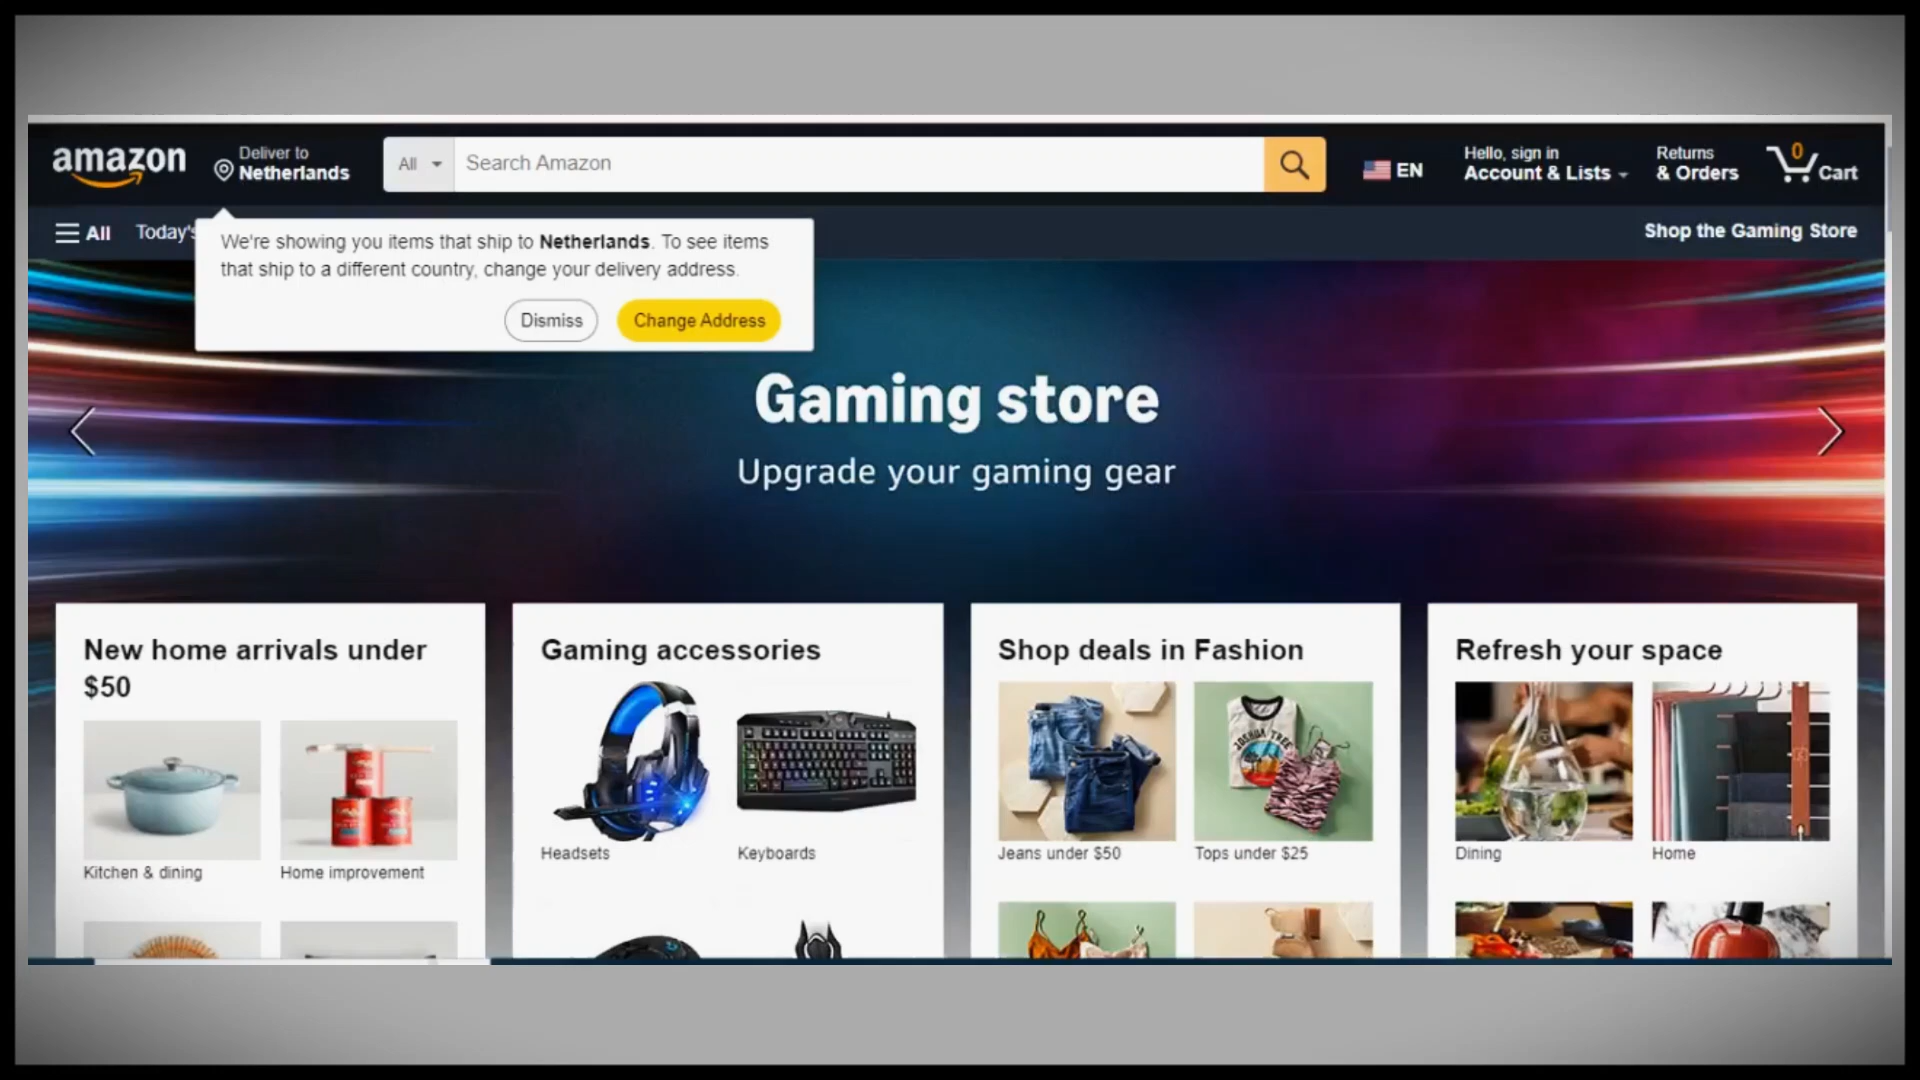 amazon
Deliver to
Netherlands
All
Search Amazon
EN
Hello, sign in
Account & Lists
Returns
& Orders
0
Cart
All
Today's
Shop the Gaming Store
We're showing you items that ship to Netherlands. To see items
that ship to a different country, change your delivery address.
Dismiss
Change Address
Gaming store
Upgrade your gaming gear
New home arrivals under
$50
Kitchen & dining
Home improvement
Gaming accessories
Headsets
Keyboards
Shop deals in Fashion
JOSHUA TREE
Jeans under $50
Tops under $25
Refresh your space
Dining
Home